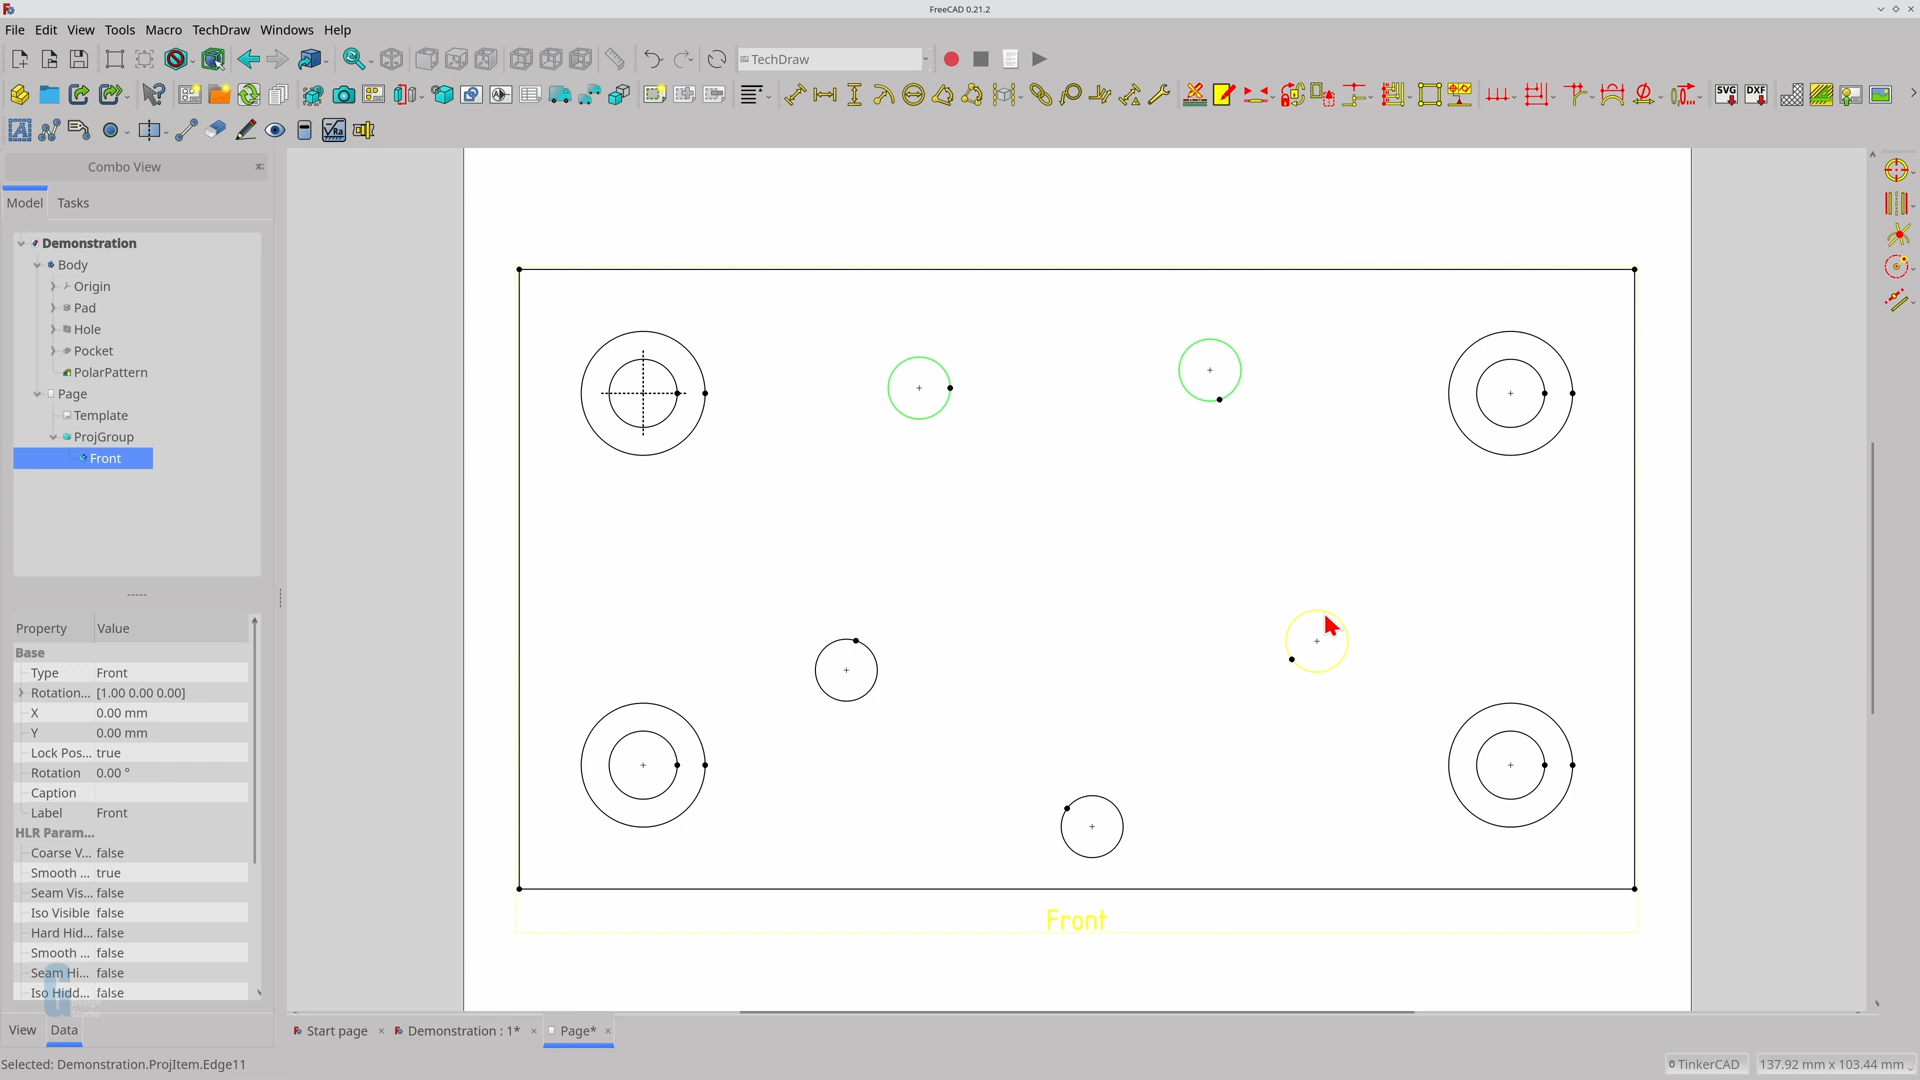 FreeCAD 0.21.2
File Edit View Tools Macro TechDraw Windows Help
TechDraw
SVG DXF
Combo View
Model Tasks
Demonstration
Body
Origin
Pad
Hole
Pocket
PolarPattern
Page
Template
ProjGroup
Front
Property Value
Base
Type Front
Rotation... [1.00 0.00 0.00]
X 0.00 mm
Y 0.00 mm
Lock Pos... true
Rotation 0.00 °
Caption
Label Front
HLR Param...
Coarse V... false
Smooth ... true
Seam Vis... false
Iso Visible false
Hard Hid... false
Smooth ... false
Seam Hi... false
Iso Hidd... false
Front
View Data
Start page Demonstration : 1* Page*
Selected: Demonstration.ProjItem.Edge11
TinkerCAD 137.92 mm x 103.44 mm